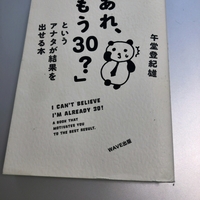 「あれ、
もう30?」
という
アナタが結果を
出せる本
午堂登紀雄
I CAN'T BELIEVE
I'M ALREADY 30!
A BOOK THAT
MOTIVATES YOU
TO THE BEST RESULT.
WAVE出版